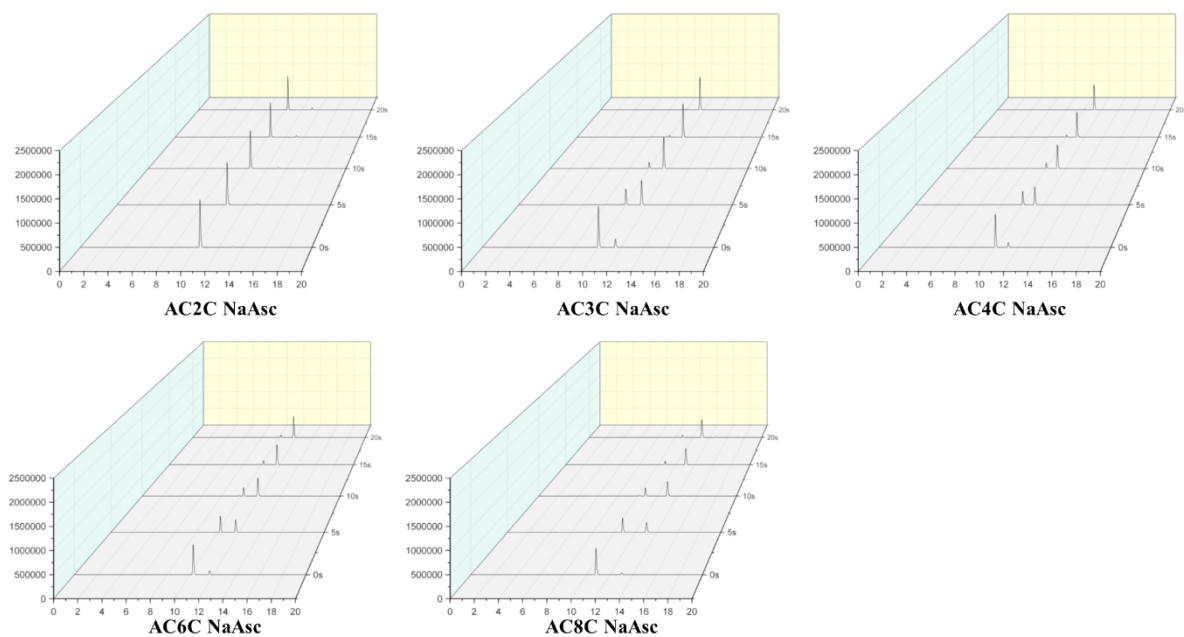 20s
15s
10s
5s
0s
2500000
2000000
1500000
1000000
500000
0
0 2 4 6 8 10 12 14 16 18 20
AC2C NaAsc
20s
15s
10s
5s
0s
2500000
2000000
1500000
1000000
500000
0
0 2 4 6 8 10 12 14 16 18 20
AC3C NaAsc
20s
15s
10s
5s
0s
2500000
2000000
1500000
1000000
500000
0
0 2 4 6 8 10 12 14 16 18 20
AC4C NaAsc
20s
15s
10s
5s
0s
2500000
2000000
1500000
1000000
500000
0
0 2 4 6 8 10 12 14 16 18 20
AC6C NaAsc
20s
15s
10s
5s
0s
2500000
2000000
1500000
1000000
500000
0
0 2 4 6 8 10 12 14 16 18 20
AC8C NaAsc